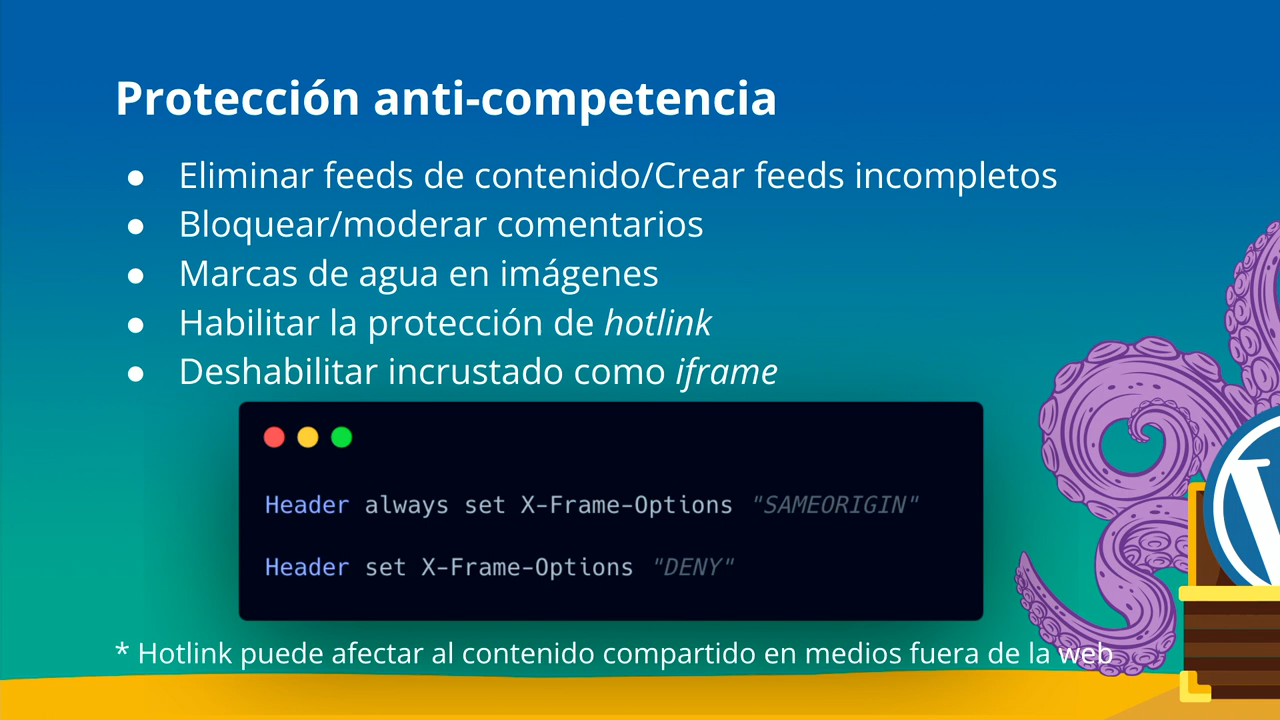 Protección anti-competencia
● Eliminar feeds de contenido/Crear feeds incompletos
● Bloquear/moderar comentarios
● Marcas de agua en imágenes
● Habilitar la protección de hotlink
● Deshabilitar incrustado como iframe
Header always set X-Frame-Options "SAMEORIGIN"
Header set X-Frame-Options "DENY"
* Hotlink puede afectar al contenido compartido en medios fuera de la web